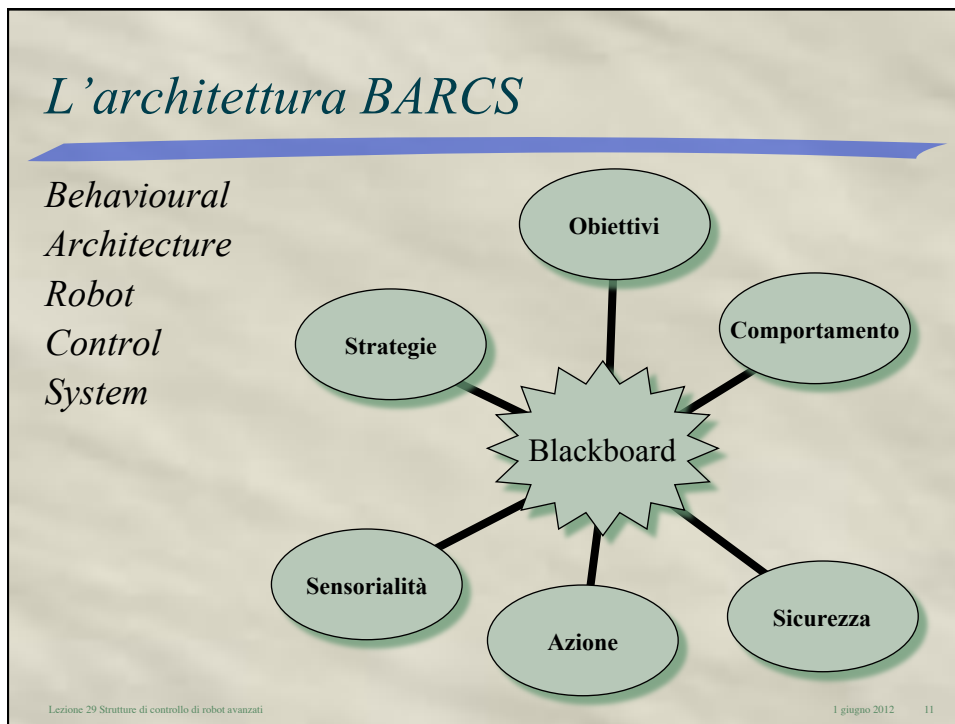 L’architettura BARCS
Behavioural
Architecture
Robot
Control
System
Obiettivi
Strategie
Comportamento
Blackboard
Sensorialità
Azione
Sicurezza
Lezione 29 Strutture di controllo di robot avanzati
1 giugno 2012
11